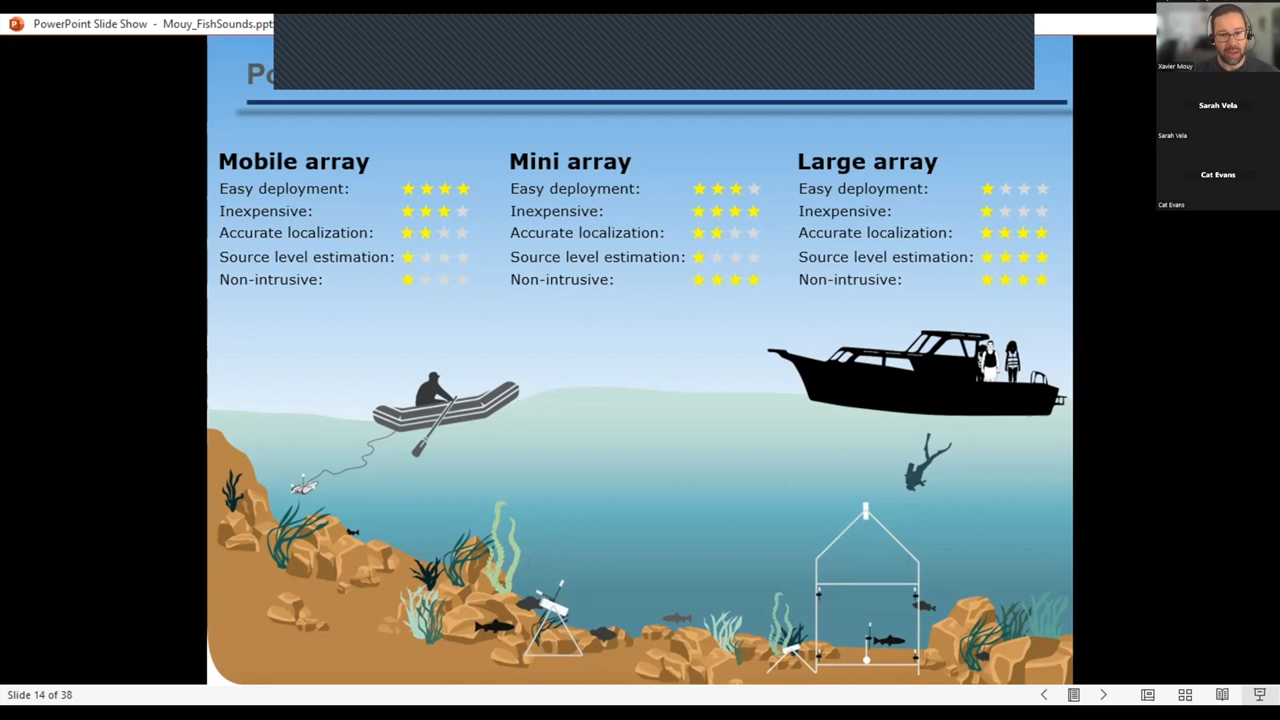 PowerPoint Slide Show - Mouy_FishSounds.ppt
Xavier Mouy
Sarah Vela
Sarah Vela
Cat Evans
Cat Evans
Mobile array
Easy deployment:
Inexpensive:
Accurate localization:
Source level estimation:
Non-intrusive:
Mini array
Easy deployment:
Inexpensive:
Accurate localization:
Source level estimation:
Non-intrusive:
Large array
Easy deployment:
Inexpensive:
Accurate localization:
Source level estimation:
Non-intrusive:
Slide 14 of 38